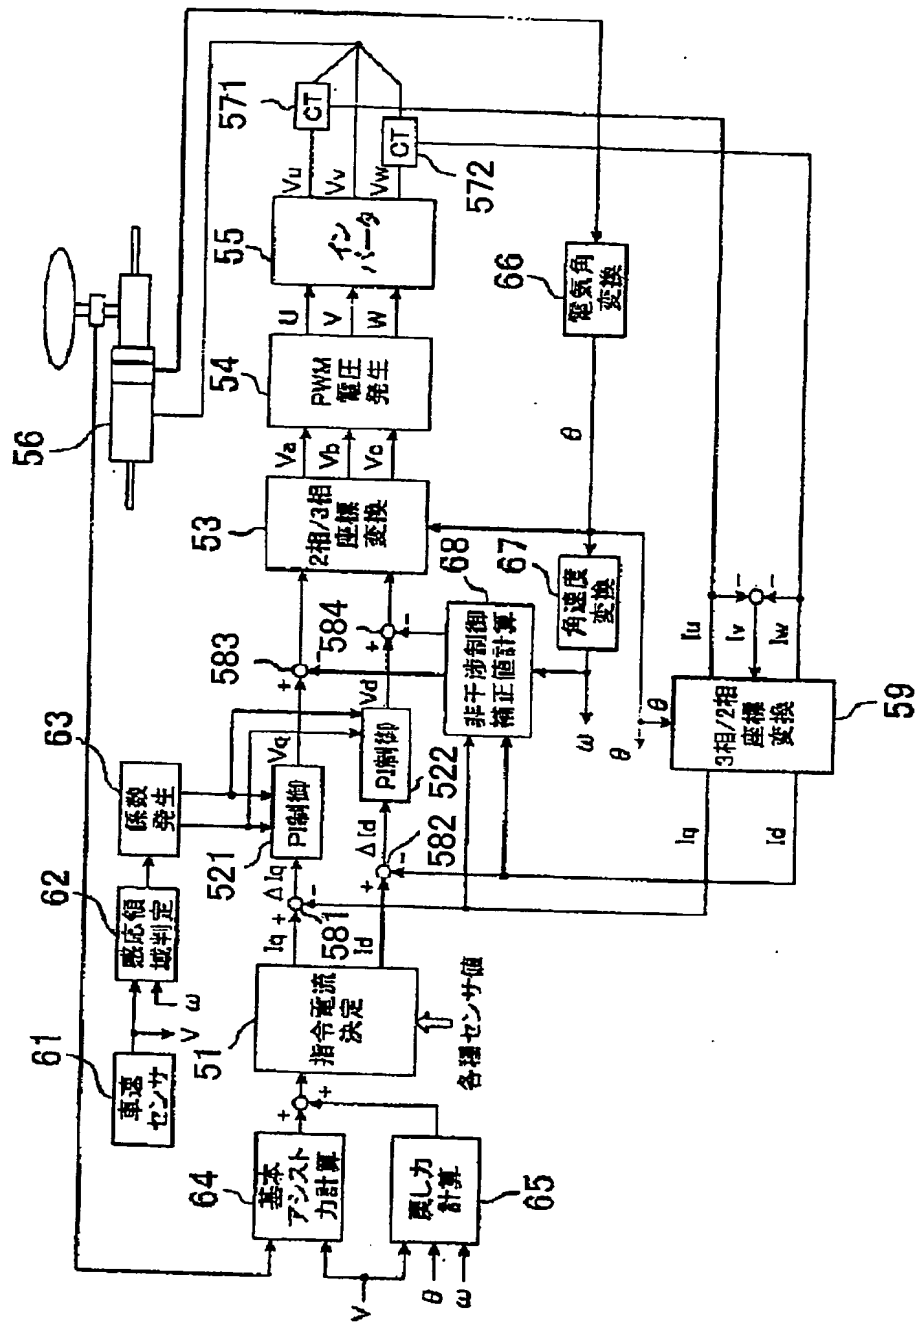 56
571
CT
CT
572
Vu
Vv
Vw
55
インバータ
U
V
W
54
PWM
電圧
発生
Va
Vb
Vc
53
2相/3相
座標
変換
66
電気角
変換
θ
67
角速度
変換
ω
68
非干渉制御
補正値計算
583
584
+
-
+
-
63
係数
発生
Vq
Vd
521
PI制御
PI制御
522
62
感応領
域判定
ω
ΔIq
ΔId
581
582
+
-
+
-
Iq
Id
61
車速
センサ
V
51
指令電流
決定
各種センサ値
+
+
64
基本
アシスト
力計算
65
戻し力
計算
V
θ
ω
θ
θ
59
3相/2相
座標
変換
Iu
Iv
Iw
-
-
Iq
Id